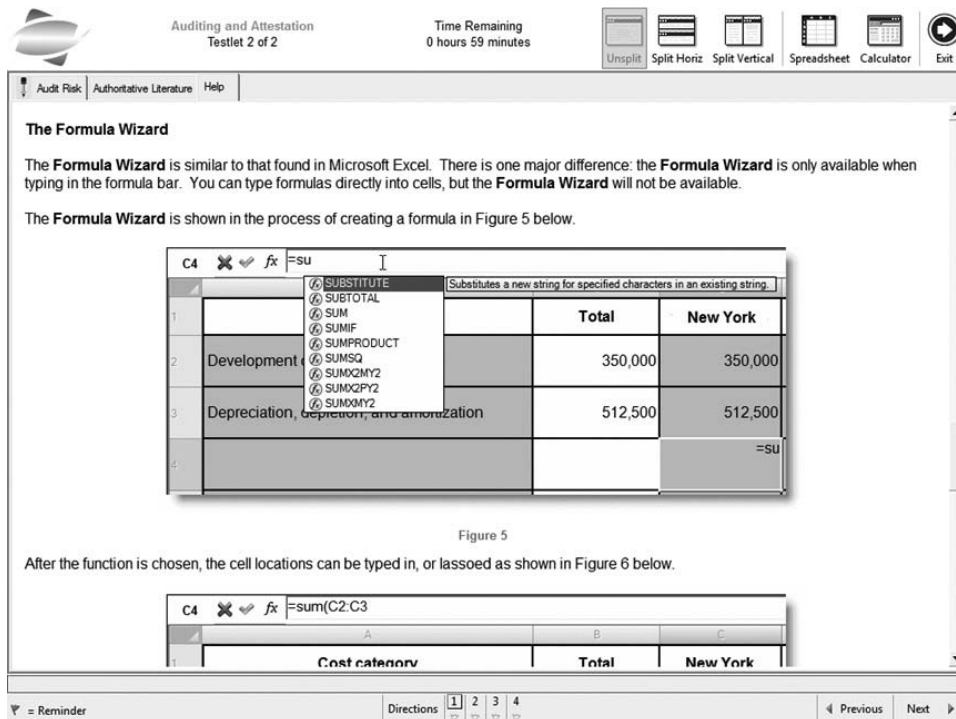 Auditing and Attestation
Testlet 2 of 2
Time Remaining
0 hours 59 minutes
Unsplit
Split Horiz
Split Vertical
Spreadsheet
Calculator
Exit
Audit Risk
Authoritative Literature
Help
The Formula Wizard
The Formula Wizard is similar to that found in Microsoft Excel. There is one major difference: the Formula Wizard is only available when
typing in the formula bar. You can type formulas directly into cells, but the Formula Wizard will not be available.
The Formula Wizard is shown in the process of creating a formula in Figure 5 below.
C4 fx =su
SUBSTITUTE
Substitutes a new string for specified characters in an existing string.
SUBTOTAL
SUM
SUMIF
SUMPRODUCT
SUMSQ
SUMX2MY2
SUMX2PY2
SUMXMY2
1 Total New York
2 Development 350,000 350,000
3 Depreciation, depletion, and amortization 512,500 512,500
4 =su
Figure 5
After the function is chosen, the cell locations can be typed in, or lassoed as shown in Figure 6 below.
C4 fx =sum(C2:C3
A B C
1 Cost category Total New York
= Reminder
Directions
1 2 3 4
Previous
Next